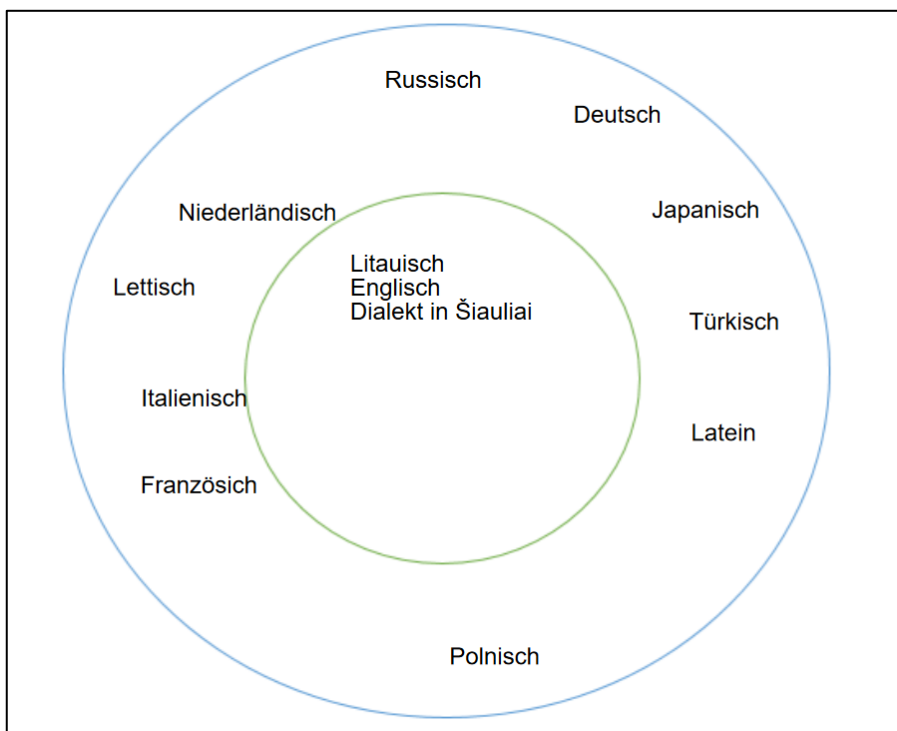 Russisch
Deutsch
Niederländisch
Japanisch
Litauisch
Englisch
Dialekt in Šiauliai
Lettisch
Türkisch
Italienisch
Latein
Französich
Polnisch